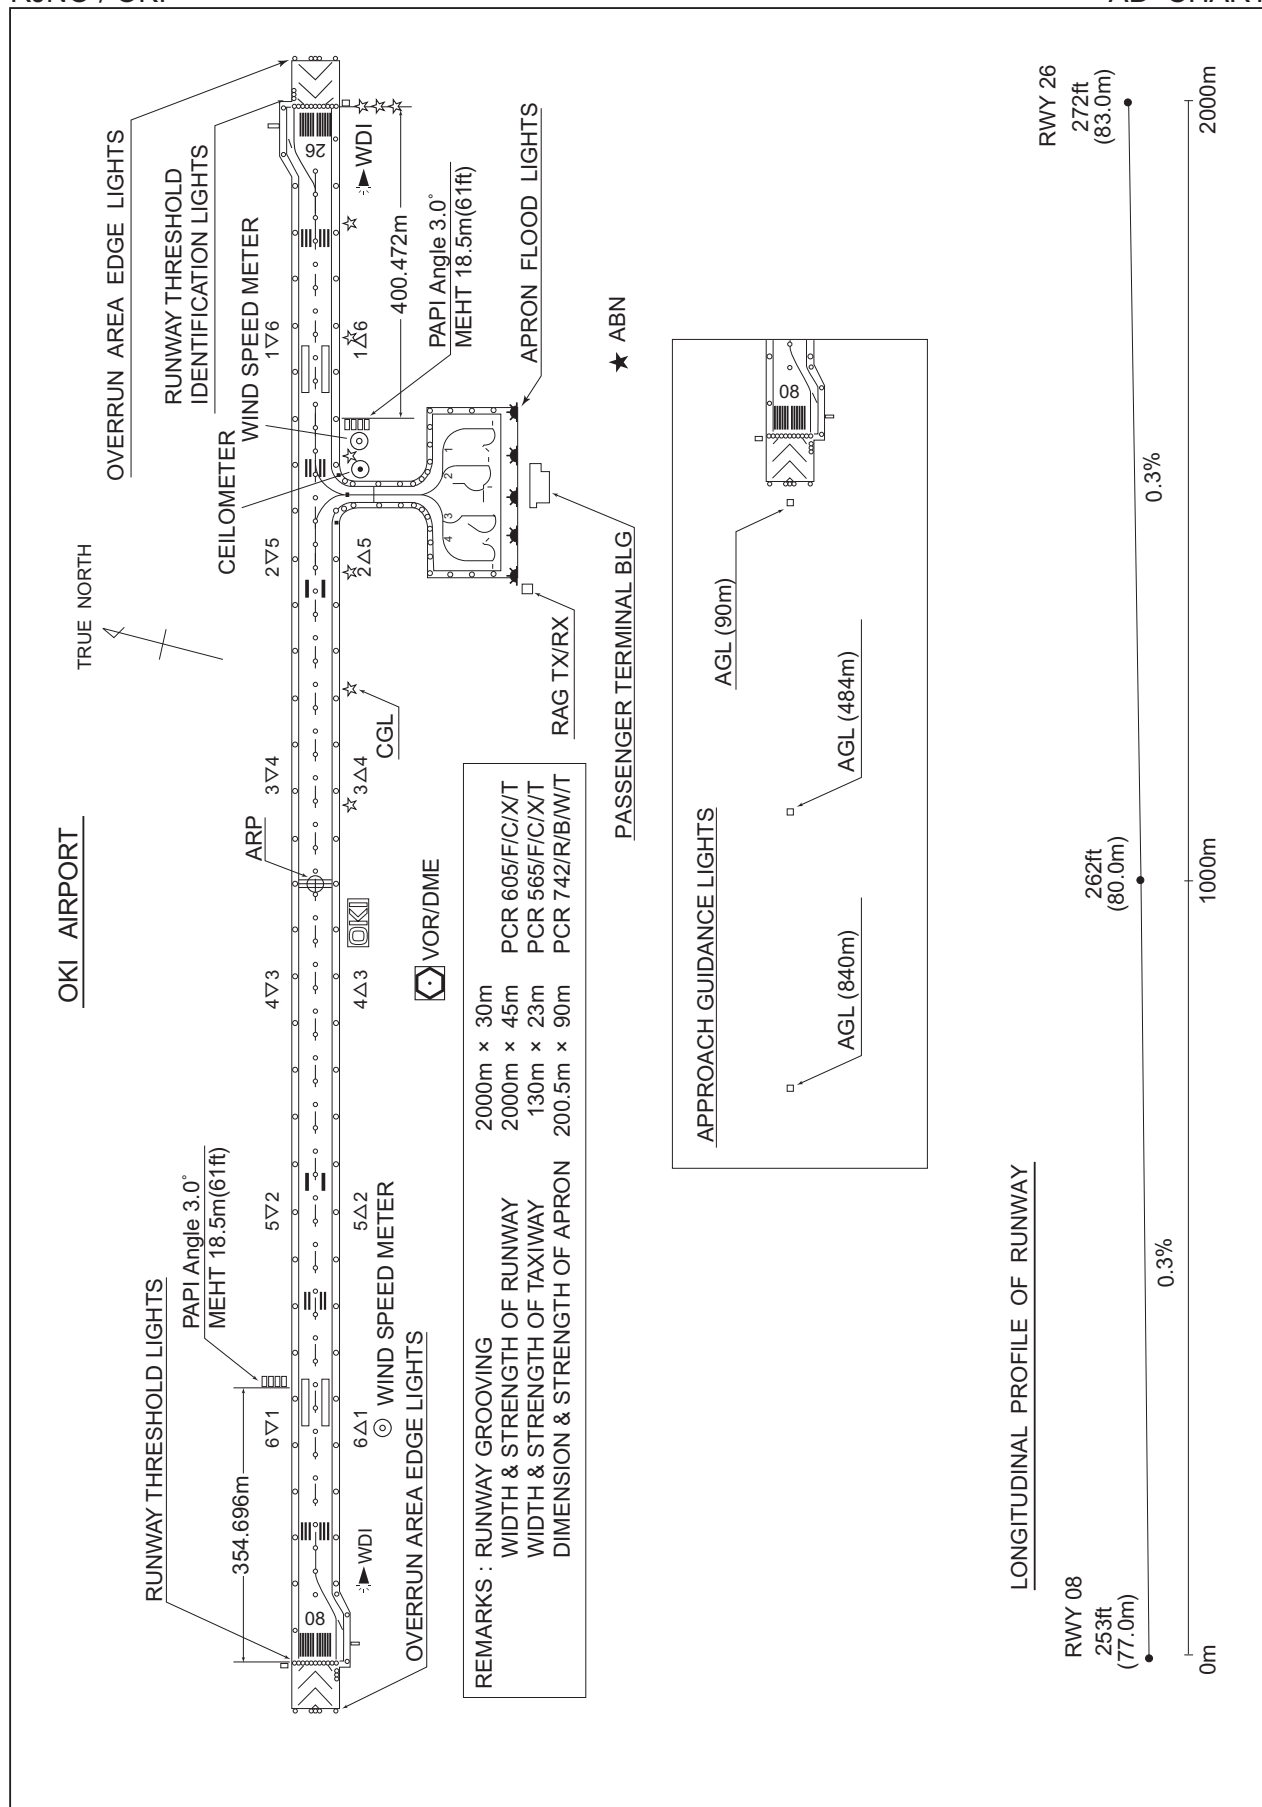 OKI AIRPORT
TRUE NORTH
OVERRUN AREA EDGE LIGHTS
RUNWAY THRESHOLD
IDENTIFICATION LIGHTS
WIND SPEED METER
CEILOMETER
ARP
PAPI Angle 3.0°
MEHT 18.5m(61ft)
RUNWAY THRESHOLD LIGHTS
354.696m
6▽1
5▽2
4▽3
3▽4
2▽5
1▽6
08
26
6△1
5△2
4△3
3△4
2△5
1△6
WDI
WDI
OKI
CGL
400.472m
WIND SPEED METER
OVERRUN AREA EDGE LIGHTS
VOR/DME
PAPI Angle 3.0°
MEHT 18.5m(61ft)
4
3
2
1
APRON FLOOD LIGHTS
RAG TX/RX
PASSENGER TERMINAL BLG
ABN
REMARKS : RUNWAY GROOVING 2000m × 30m
WIDTH & STRENGTH OF RUNWAY 2000m × 45m PCR 605/F/C/X/T
WIDTH & STRENGTH OF TAXIWAY 130m × 23m PCR 565/F/C/X/T
DIMENSION & STRENGTH OF APRON 200.5m × 90m PCR 742/R/B/W/T
APPROACH GUIDANCE LIGHTS
AGL (90m)
08
AGL (840m)
AGL (484m)
LONGITUDINAL PROFILE OF RUNWAY
RWY 08
253ft
(77.0m)
262ft
(80.0m)
RWY 26
272ft
(83.0m)
0.3%
0.3%
0m
1000m
2000m